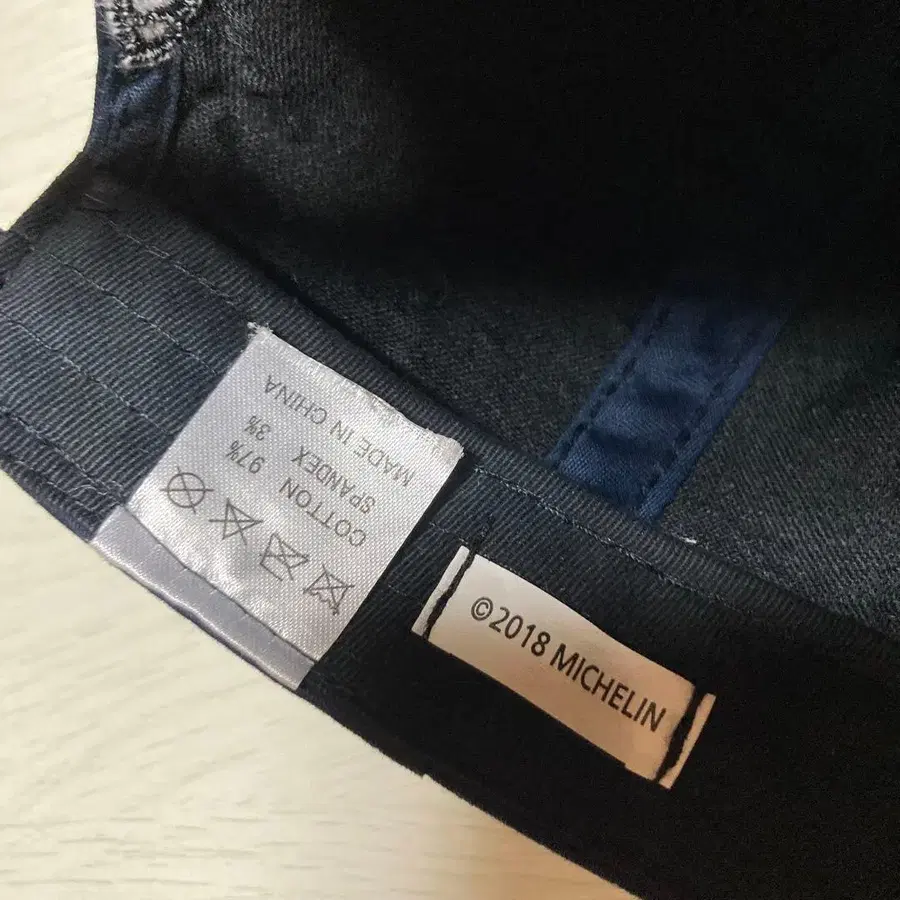 COTTON 97%
SPANDEX 3%
MADE IN CHINA
©2018 MICHELIN